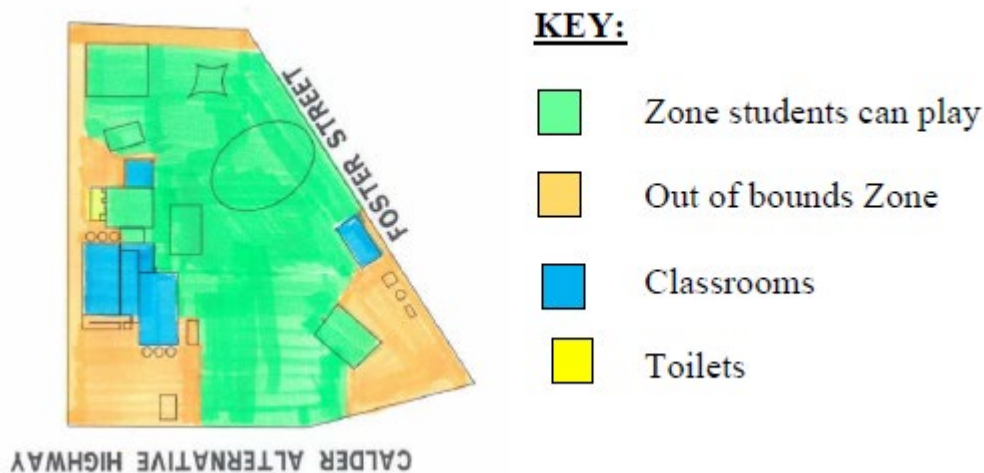 KEY:
Zone students can play
Out of bounds Zone
Classrooms
Toilets
FOSTER STREET
CALDER ALTERNATIVE HIGHWAY